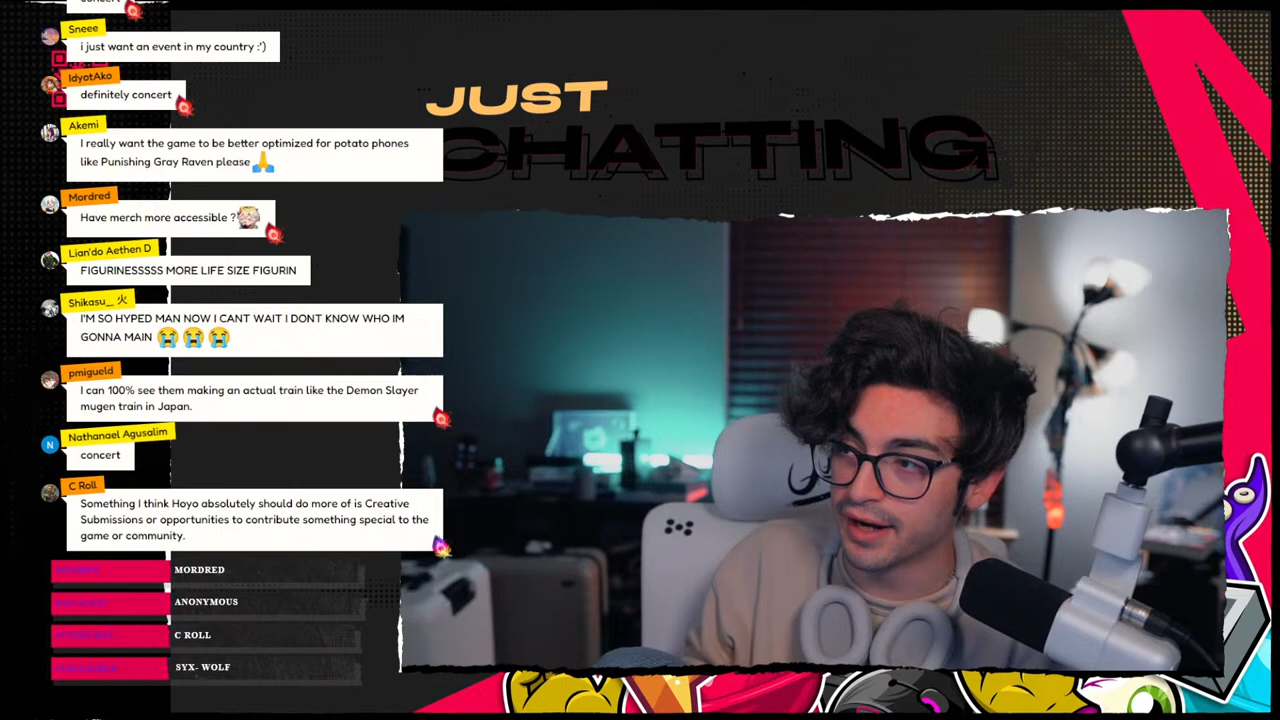 concert
Sneee
i just want an event in my country :')
IdyotAko
definitely concert
Akemi
I really want the game to be better optimized for potato phones
like Punishing Gray Raven please
Mordred
Have merch more accessible ?
Lian'do Aethen D
FIGURINESSSSS MORE LIFE SIZE FIGURIN
Shikasu_ 火
I'M SO HYPED MAN NOW I CANT WAIT I DONT KNOW WHO IM
GONNA MAIN
pmigueld
I can 100% see them making an actual train like the Demon Slayer
mugen train in Japan.
Nathanael Agusalim
N
concert
C Roll
Something I think Hoyo absolutely should do more of is Creative
Submissions or opportunities to contribute something special to the
game or community.
MORDRED
ANONYMOUS
C ROLL
SYX- WOLF
JUST
CHATTING